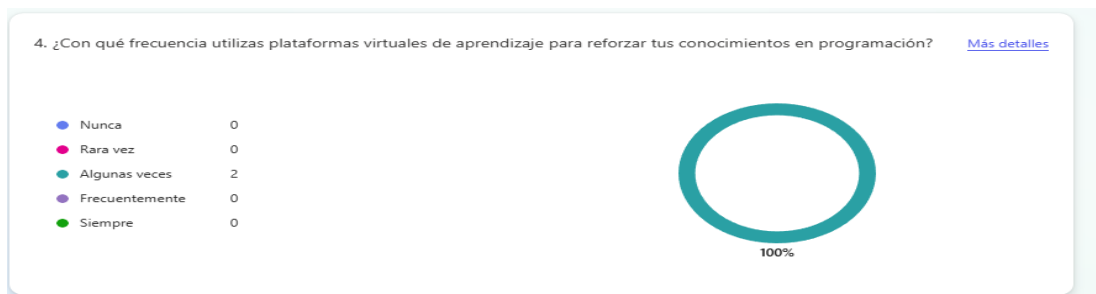 4. ¿Con qué frecuencia utilizas plataformas virtuales de aprendizaje para reforzar tus conocimientos en programación? Más detalles
Nunca 0
Rara vez 0
Algunas veces 2
Frecuentemente 0
Siempre 0
100%